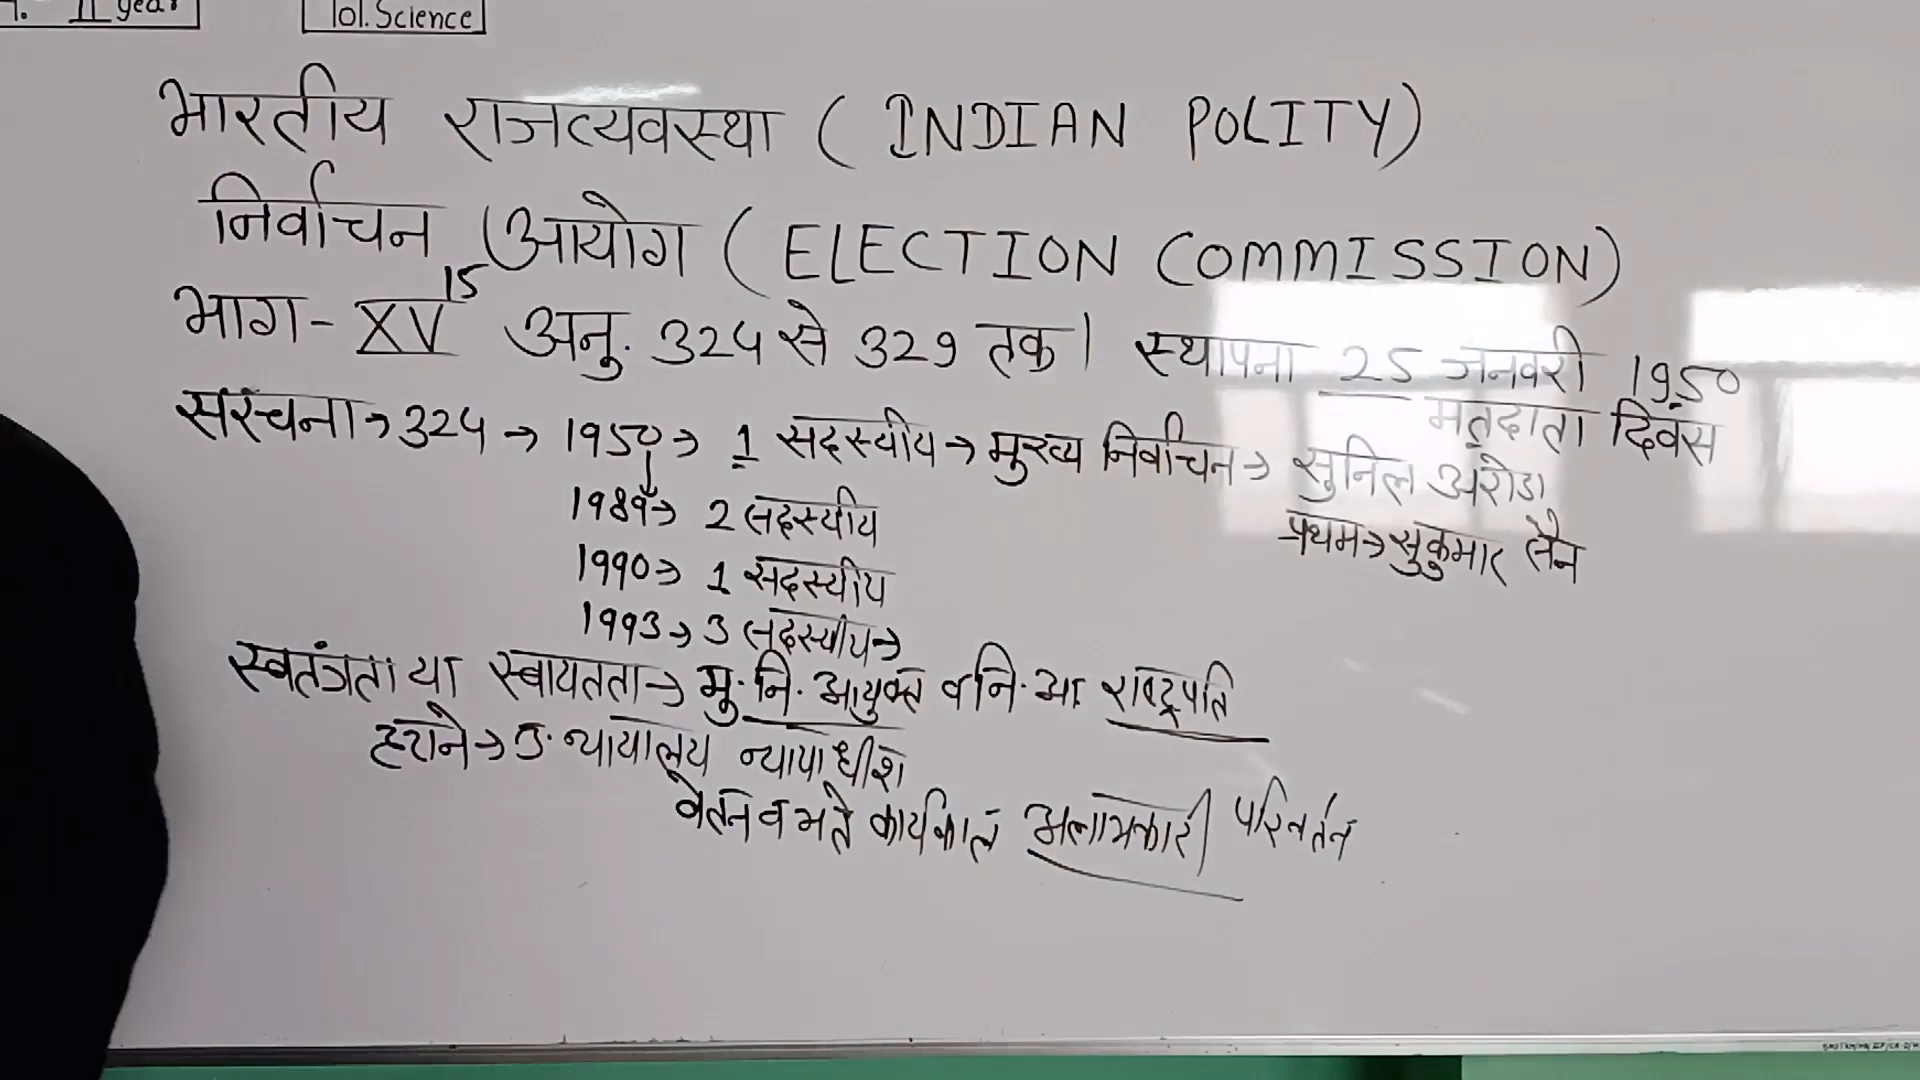 II year
Pol. Science
भारतीय राजव्यवस्था ( INDIAN POLITY)
निर्वाचन आयोग ( ELECTION COMMISSION)
भाग - XV 15 अनु. 324 से 329 तक। स्थापना 25 जनवरी 1950
मतदाता दिवस
संरचना → 324 → 1950 → 1 सदस्यीय → मुख्य निर्वाचन → सुनिल अरोडा
1989 → 2 सदस्यीय
प्रथम → सुकुमार सैन
1990 → 1 सदस्यीय
1993 → 3 सदस्यीय →
स्वतंत्रता या स्वायतता → मु. नि. आयुक्त व नि. आ. राष्ट्रपति
हटाने → उ. न्यायालय न्यायाधीश
वेतन व भते कार्यकाल अलाभकारी परिवर्तन